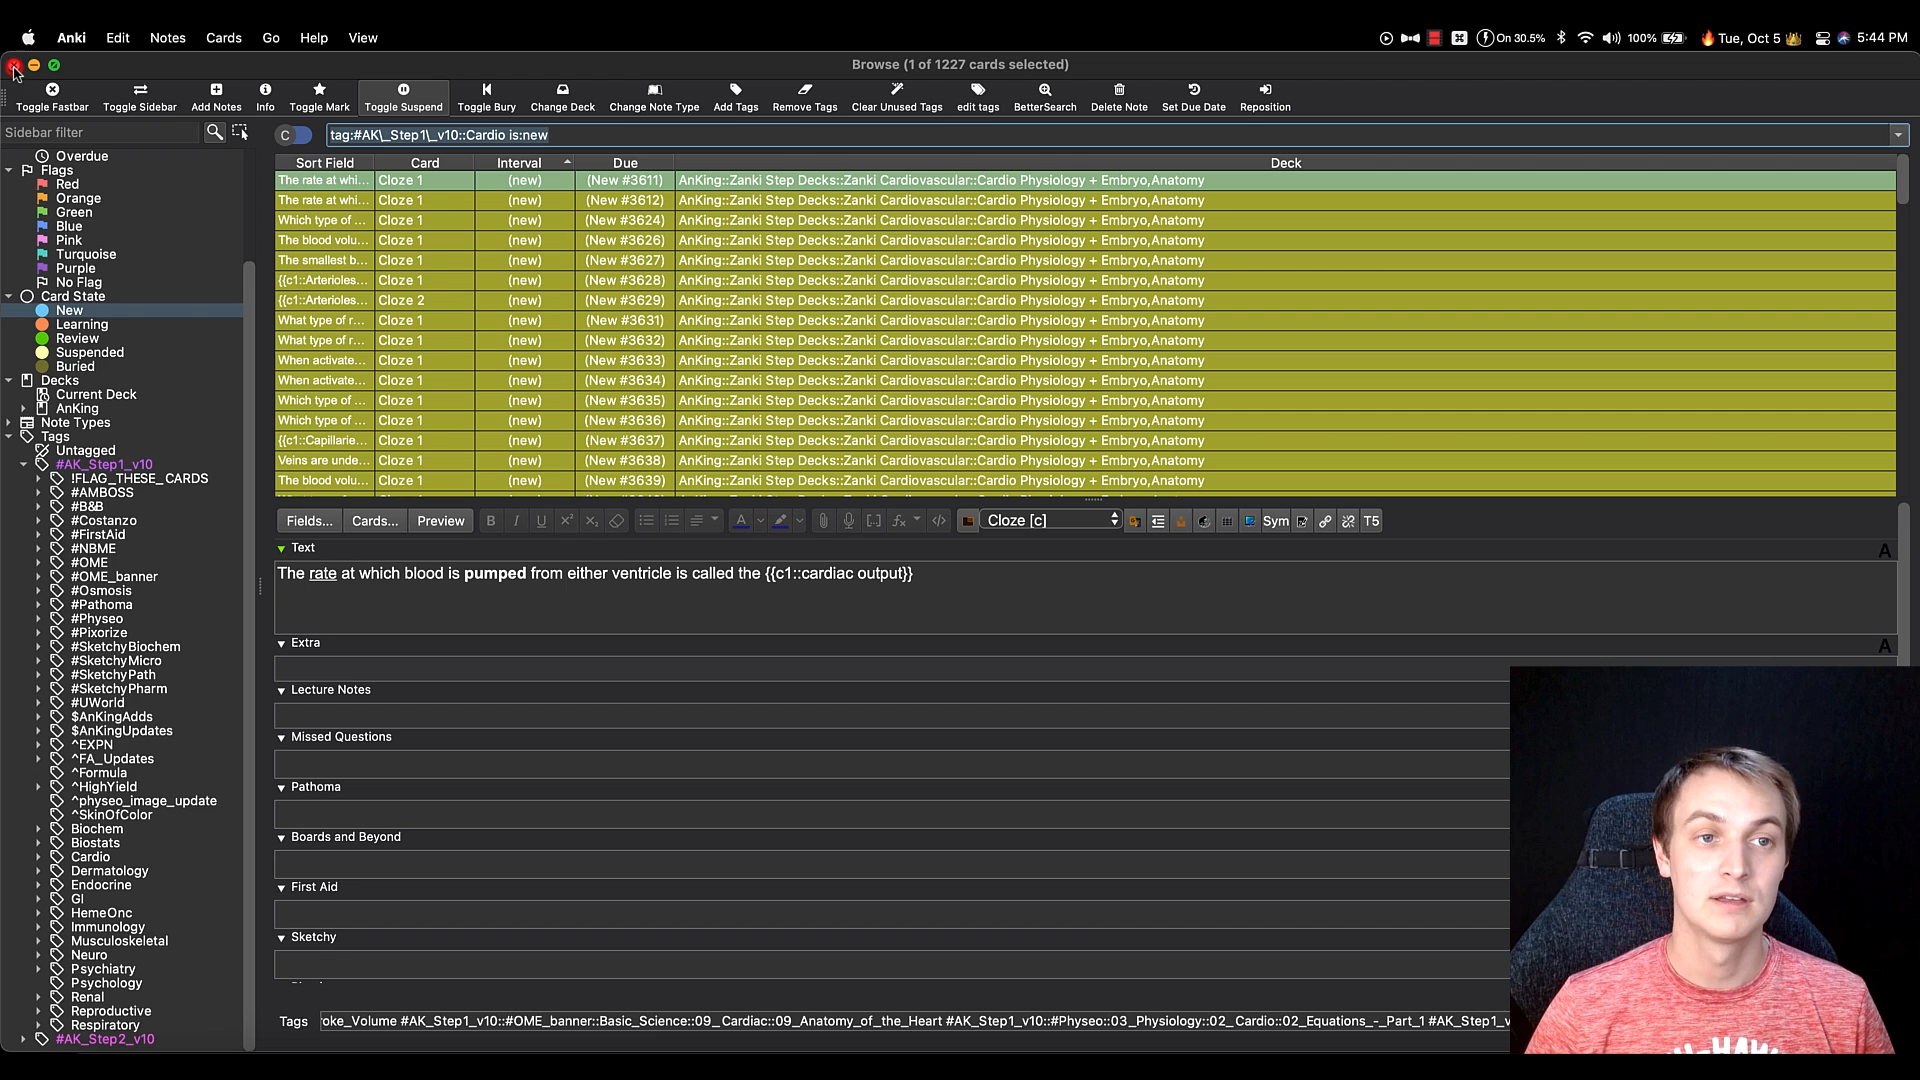 Anki Edit Notes Cards Go Help View
On 30.5% 100% Tue, Oct 5 5:44 PM
Browse (1 of 1227 cards selected)
Toggle Fastbar Toggle Sidebar Add Notes Info Toggle Mark Toggle Suspend Toggle Bury Change Deck Change Note Type Add Tags Remove Tags Clear Unused Tags edit tags BetterSearch Delete Note Set Due Date Reposition
Sidebar filter
C tag:#AK\_Step1\_v10::Cardio is:new
Overdue
Flags
Red
Orange
Green
Blue
Pink
Turquoise
Purple
No Flag
Card State
New
Learning
Review
Suspended
Buried
Decks
Current Deck
AnKing
Note Types
Tags
Untagged
#AK_Step1_v10
!FLAG_THESE_CARDS
#AMBOSS
#B&B
#Costanzo
#FirstAid
#NBME
#OME
#OME_banner
#Osmosis
#Pathoma
#Physeo
#Pixorize
#SketchyBiochem
#SketchyMicro
#SketchyPath
#SketchyPharm
#UWorld
$AnKingAdds
$AnKingUpdates
^EXPN
^FA_Updates
^Formula
^HighYield
^physeo_image_update
^SkinOfColor
Biochem
Biostats
Cardio
Dermatology
Endocrine
GI
HemeOnc
Immunology
Musculoskeletal
Neuro
Psychiatry
Psychology
Renal
Reproductive
Respiratory
#AK_Step2_v10
Sort Field Card Interval Due Deck
The rate at whi... Cloze 1 (new) (New #3611) AnKing::Zanki Step Decks::Zanki Cardiovascular::Cardio Physiology + Embryo,Anatomy
The rate at whi... Cloze 1 (new) (New #3612) AnKing::Zanki Step Decks::Zanki Cardiovascular::Cardio Physiology + Embryo,Anatomy
Which type of ... Cloze 1 (new) (New #3624) AnKing::Zanki Step Decks::Zanki Cardiovascular::Cardio Physiology + Embryo,Anatomy
The blood volu... Cloze 1 (new) (New #3626) AnKing::Zanki Step Decks::Zanki Cardiovascular::Cardio Physiology + Embryo,Anatomy
The smallest b... Cloze 1 (new) (New #3627) AnKing::Zanki Step Decks::Zanki Cardiovascular::Cardio Physiology + Embryo,Anatomy
{{c1::Arterioles... Cloze 1 (new) (New #3628) AnKing::Zanki Step Decks::Zanki Cardiovascular::Cardio Physiology + Embryo,Anatomy
{{c1::Arterioles... Cloze 2 (new) (New #3629) AnKing::Zanki Step Decks::Zanki Cardiovascular::Cardio Physiology + Embryo,Anatomy
What type of r... Cloze 1 (new) (New #3631) AnKing::Zanki Step Decks::Zanki Cardiovascular::Cardio Physiology + Embryo,Anatomy
What type of r... Cloze 1 (new) (New #3632) AnKing::Zanki Step Decks::Zanki Cardiovascular::Cardio Physiology + Embryo,Anatomy
When activate... Cloze 1 (new) (New #3633) AnKing::Zanki Step Decks::Zanki Cardiovascular::Cardio Physiology + Embryo,Anatomy
When activate... Cloze 1 (new) (New #3634) AnKing::Zanki Step Decks::Zanki Cardiovascular::Cardio Physiology + Embryo,Anatomy
Which type of ... Cloze 1 (new) (New #3635) AnKing::Zanki Step Decks::Zanki Cardiovascular::Cardio Physiology + Embryo,Anatomy
Which type of ... Cloze 1 (new) (New #3636) AnKing::Zanki Step Decks::Zanki Cardiovascular::Cardio Physiology + Embryo,Anatomy
{{c1::Capillarie... Cloze 1 (new) (New #3637) AnKing::Zanki Step Decks::Zanki Cardiovascular::Cardio Physiology + Embryo,Anatomy
Veins are unde... Cloze 1 (new) (New #3638) AnKing::Zanki Step Decks::Zanki Cardiovascular::Cardio Physiology + Embryo,Anatomy
The blood volu... Cloze 1 (new) (New #3639) AnKing::Zanki Step Decks::Zanki Cardiovascular::Cardio Physiology + Embryo,Anatomy
Fields... Cards... Preview B I U x² x₂ A fx </> Cloze [c] Sym T5
Text A
The rate at which blood is pumped from either ventricle is called the {{c1::cardiac output}}
Extra A
Lecture Notes
Missed Questions
Pathoma
Boards and Beyond
First Aid
Sketchy
Tags oke_Volume #AK_Step1_v10::#OME_banner::Basic_Science::09_Cardiac::09_Anatomy_of_the_Heart #AK_Step1_v10::#Physeo::03_Physiology::02_Cardio::02_Equations_-_Part_1 #AK_Step1_v